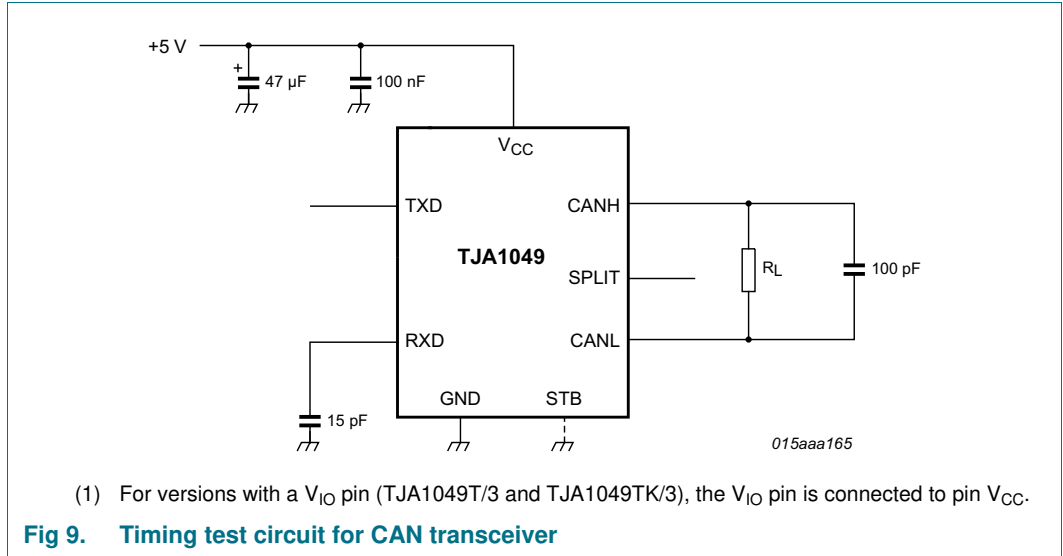 +5 V
+
47 µF
100 nF
VCC
TXD
CANH
TJA1049
SPLIT
RL
100 pF
RXD
CANL
GND
STB
15 pF
015aaa165
(1) For versions with a VIO pin (TJA1049T/3 and TJA1049TK/3), the VIO pin is connected to pin VCC.
Fig 9. Timing test circuit for CAN transceiver